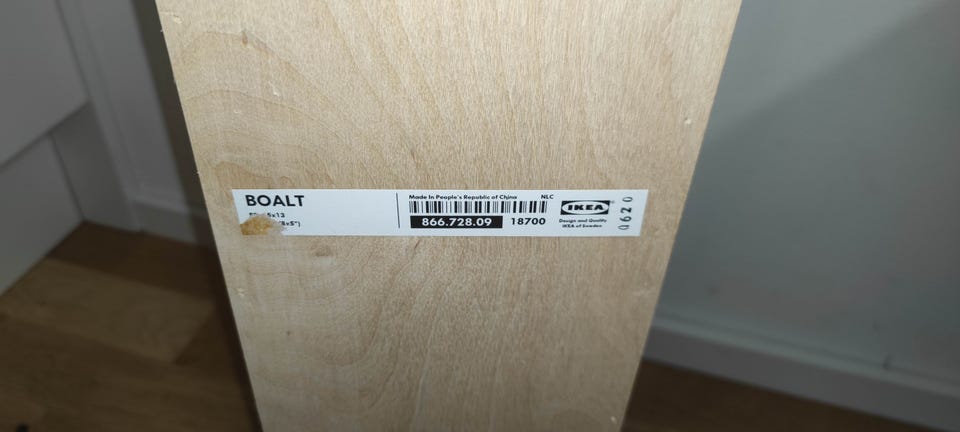 BOALT
Made in People's Republic of China NLC
866.728.09 18700
IKEA
Design and Quality
IKEA of Sweden
0620
5x13